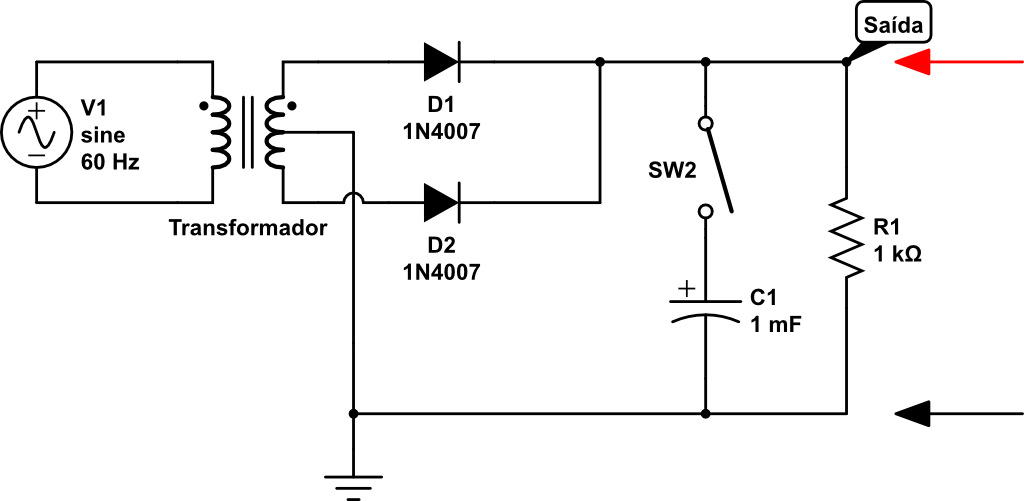 Saída
V1
sine
60 Hz
Transformador
D1
1N4007
D2
1N4007
SW2
R1
1 kΩ
C1
1 mF